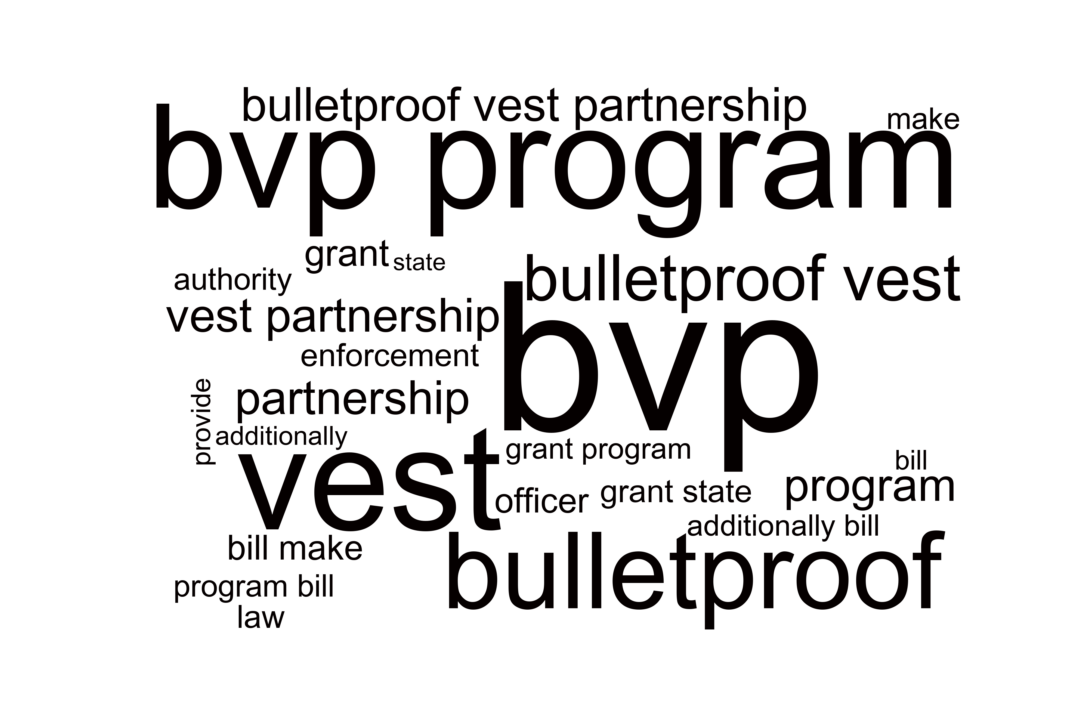 bulletproof vest partnership
make
bvp program
grant
state
authority
bulletproof vest
vest partnership
bvp
enforcement
provide
partnership
additionally
vest
grant program
bill
officer
grant state
program
additionally bill
bill make
bulletproof
program bill
law